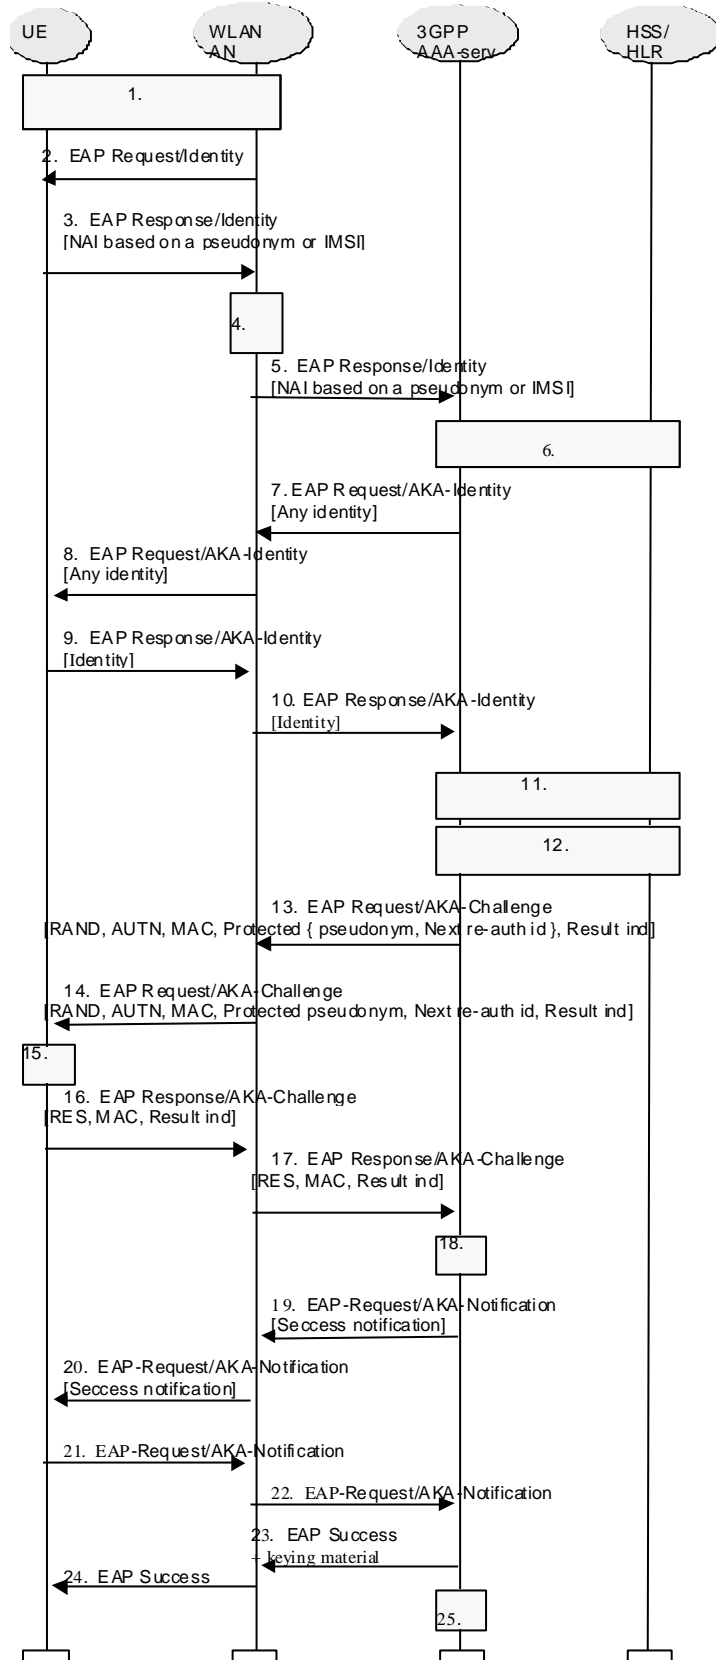 UE
WLAN
AN
3GPP
AAA-serv
HSS/
HLR
1.
2. EAP Request/Identity
3. EAP Response/Identity
[NAI based on a pseudonym or IMSI]
4.
5. EAP Response/Identity
[NAI based on a pseudonym or IMSI]
6.
7. EAP Request/AKA-Identity
[Any identity]
8. EAP Request/AKA-Identity
[Any identity]
9. EAP Response/AKA-Identity
[Identity]
10. EAP Response/AKA-Identity
[Identity]
11.
12.
13. EAP Request/AKA-Challenge
[RAND, AUTN, MAC, Protected { pseudonym, Next re-auth id }, Result ind]
14. EAP Request/AKA-Challenge
[RAND, AUTN, MAC, Protected pseudonym, Next re-auth id, Result ind]
15.
16. EAP Response/AKA-Challenge
[RES, MAC, Result ind]
17. EAP Response/AKA-Challenge
[RES, MAC, Result ind]
18.
19. EAP-Request/AKA-Notification
[Seccess notification]
20. EAP-Request/AKA-Notification
[Seccess notification]
21. EAP-Request/AKA-Notification
22. EAP-Request/AKA-Notification
23. EAP Success
+ keying material
24. EAP Success
25.